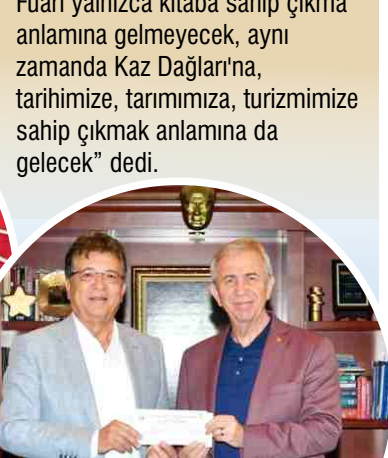 Fuarı yalnızca kitaba sahip çıkma
anlamına gelmeyecek, aynı
zamanda Kaz Dağları'na,
tarihimize, tarımımıza, turizmimize
sahip çıkmak anlamına da
gelecek” dedi.